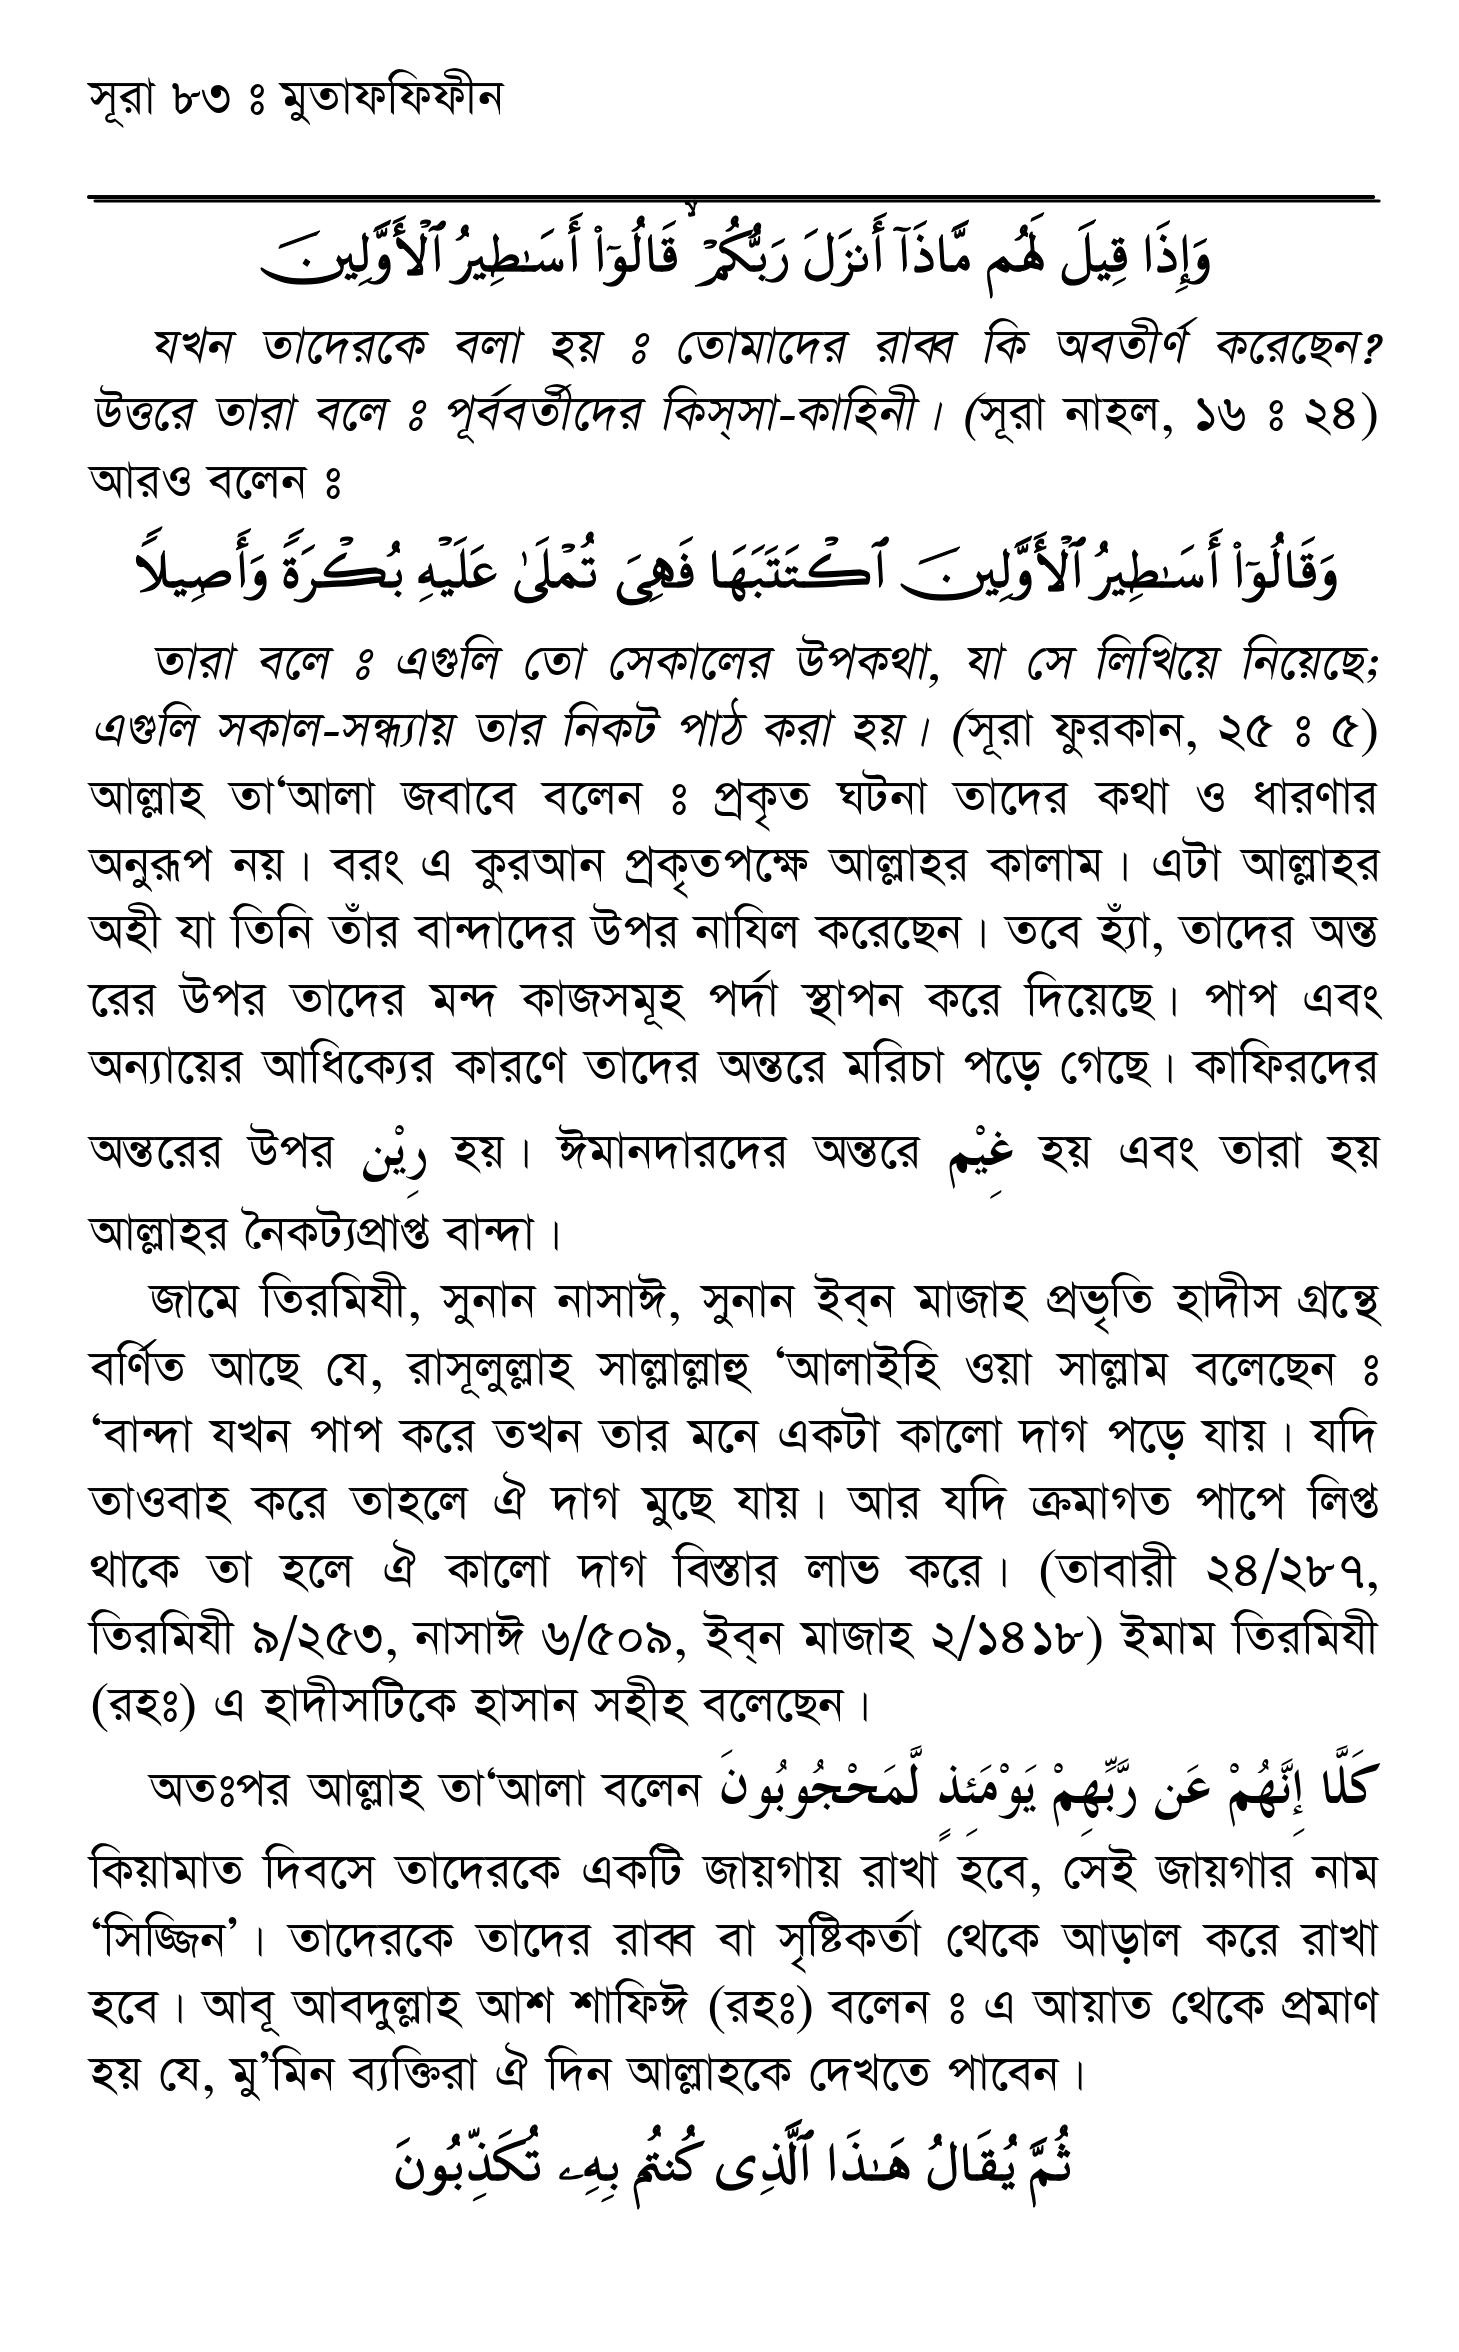 সূরা ৮৩ ঃ মুতাফফিফীন
وَإِذَا قِيلَ لَهُم مَّاذَآ أَنزَلَ رَبُّكُمْ ۙ قَالُوٓا۟ أَسَـٰطِيرُ ٱلْأَوَّلِينَ
যখন তাদেরকে বলা হয় ঃ তোমাদের রাব্ব কি অবতীর্ণ করেছেন?
উত্তরে তারা বলে ঃ পূর্ববর্তীদের কিস্‌সা-কাহিনী। (সূরা নাহল, ১৬ ঃ ২৪)
আরও বলেন ঃ
وَقَالُوٓا۟ أَسَـٰطِيرُ ٱلْأَوَّلِينَ ٱكْتَتَبَهَا فَهِىَ تُمْلَىٰ عَلَيْهِ بُكْرَةً وَأَصِيلاً
তারা বলে ঃ এগুলি তো সেকালের উপকথা, যা সে লিখিয়ে নিয়েছে;
এগুলি সকাল-সন্ধ্যায় তার নিকট পাঠ করা হয়। (সূরা ফুরকান, ২৫ ঃ ৫)
আল্লাহ তা‘আলা জবাবে বলেন ঃ প্রকৃত ঘটনা তাদের কথা ও ধারণার
অনুরূপ নয়। বরং এ কুরআন প্রকৃতপক্ষে আল্লাহর কালাম। এটা আল্লাহর
অহী যা তিনি তাঁর বান্দাদের উপর নাযিল করেছেন। তবে হ্যাঁ, তাদের অন্ত
রের উপর তাদের মন্দ কাজসমূহ পর্দা স্থাপন করে দিয়েছে। পাপ এবং
অন্যায়ের আধিক্যের কারণে তাদের অন্তরে মরিচা পড়ে গেছে। কাফিরদের
অন্তরের উপর رِيْن হয়। ঈমানদারদের অন্তরে غِيْم হয় এবং তারা হয়
আল্লাহর নৈকট্যপ্রাপ্ত বান্দা।
জামে তিরমিযী, সুনান নাসাঈ, সুনান ইব্‌ন মাজাহ প্রভৃতি হাদীস গ্রন্থে
বর্ণিত আছে যে, রাসূলুল্লাহ সাল্লাল্লাহু ‘আলাইহি ওয়া সাল্লাম বলেছেন ঃ
‘বান্দা যখন পাপ করে তখন তার মনে একটা কালো দাগ পড়ে যায়। যদি
তাওবাহ করে তাহলে ঐ দাগ মুছে যায়। আর যদি ক্রমাগত পাপে লিপ্ত
থাকে তা হলে ঐ কালো দাগ বিস্তার লাভ করে। (তাবারী ২৪/২৮৭,
তিরমিযী ৯/২৫৩, নাসাঈ ৬/৫০৯, ইব্‌ন মাজাহ ২/১৪১৮) ইমাম তিরমিযী
(রহঃ) এ হাদীসটিকে হাসান সহীহ বলেছেন।
অতঃপর আল্লাহ তা‘আলা বলেন كَلَّا إِنَّهُمْ عَن رَّبِّهِمْ يَوْمَئِذٍ لَّمَحْجُوبُونَ
কিয়ামাত দিবসে তাদেরকে একটি জায়গায় রাখা হবে, সেই জায়গার নাম
‘সিজ্জিন’। তাদেরকে তাদের রাব্ব বা সৃষ্টিকর্তা থেকে আড়াল করে রাখা
হবে। আবূ আবদুল্লাহ আশ শাফিঈ (রহঃ) বলেন ঃ এ আয়াত থেকে প্রমাণ
হয় যে, মু’মিন ব্যক্তিরা ঐ দিন আল্লাহকে দেখতে পাবেন।
ثُمَّ يُقَالُ هَـٰذَا ٱلَّذِى كُنتُم بِهِۦ تُكَذِّبُونَ